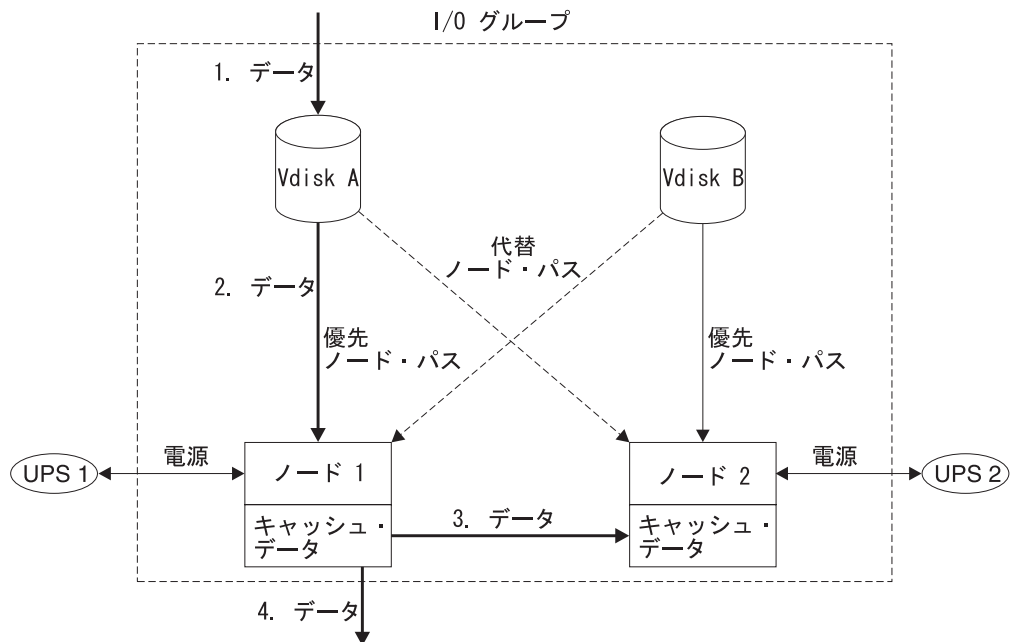 I/O グループ
1. データ
Vdisk A
Vdisk B
代替
ノード・パス
2. データ
優先
ノード・パス
優先
ノード・パス
UPS 1
電源
ノード 1
ノード 2
電源
UPS 2
キャッシュ・
データ
3. データ
キャッシュ・
データ
4. データ